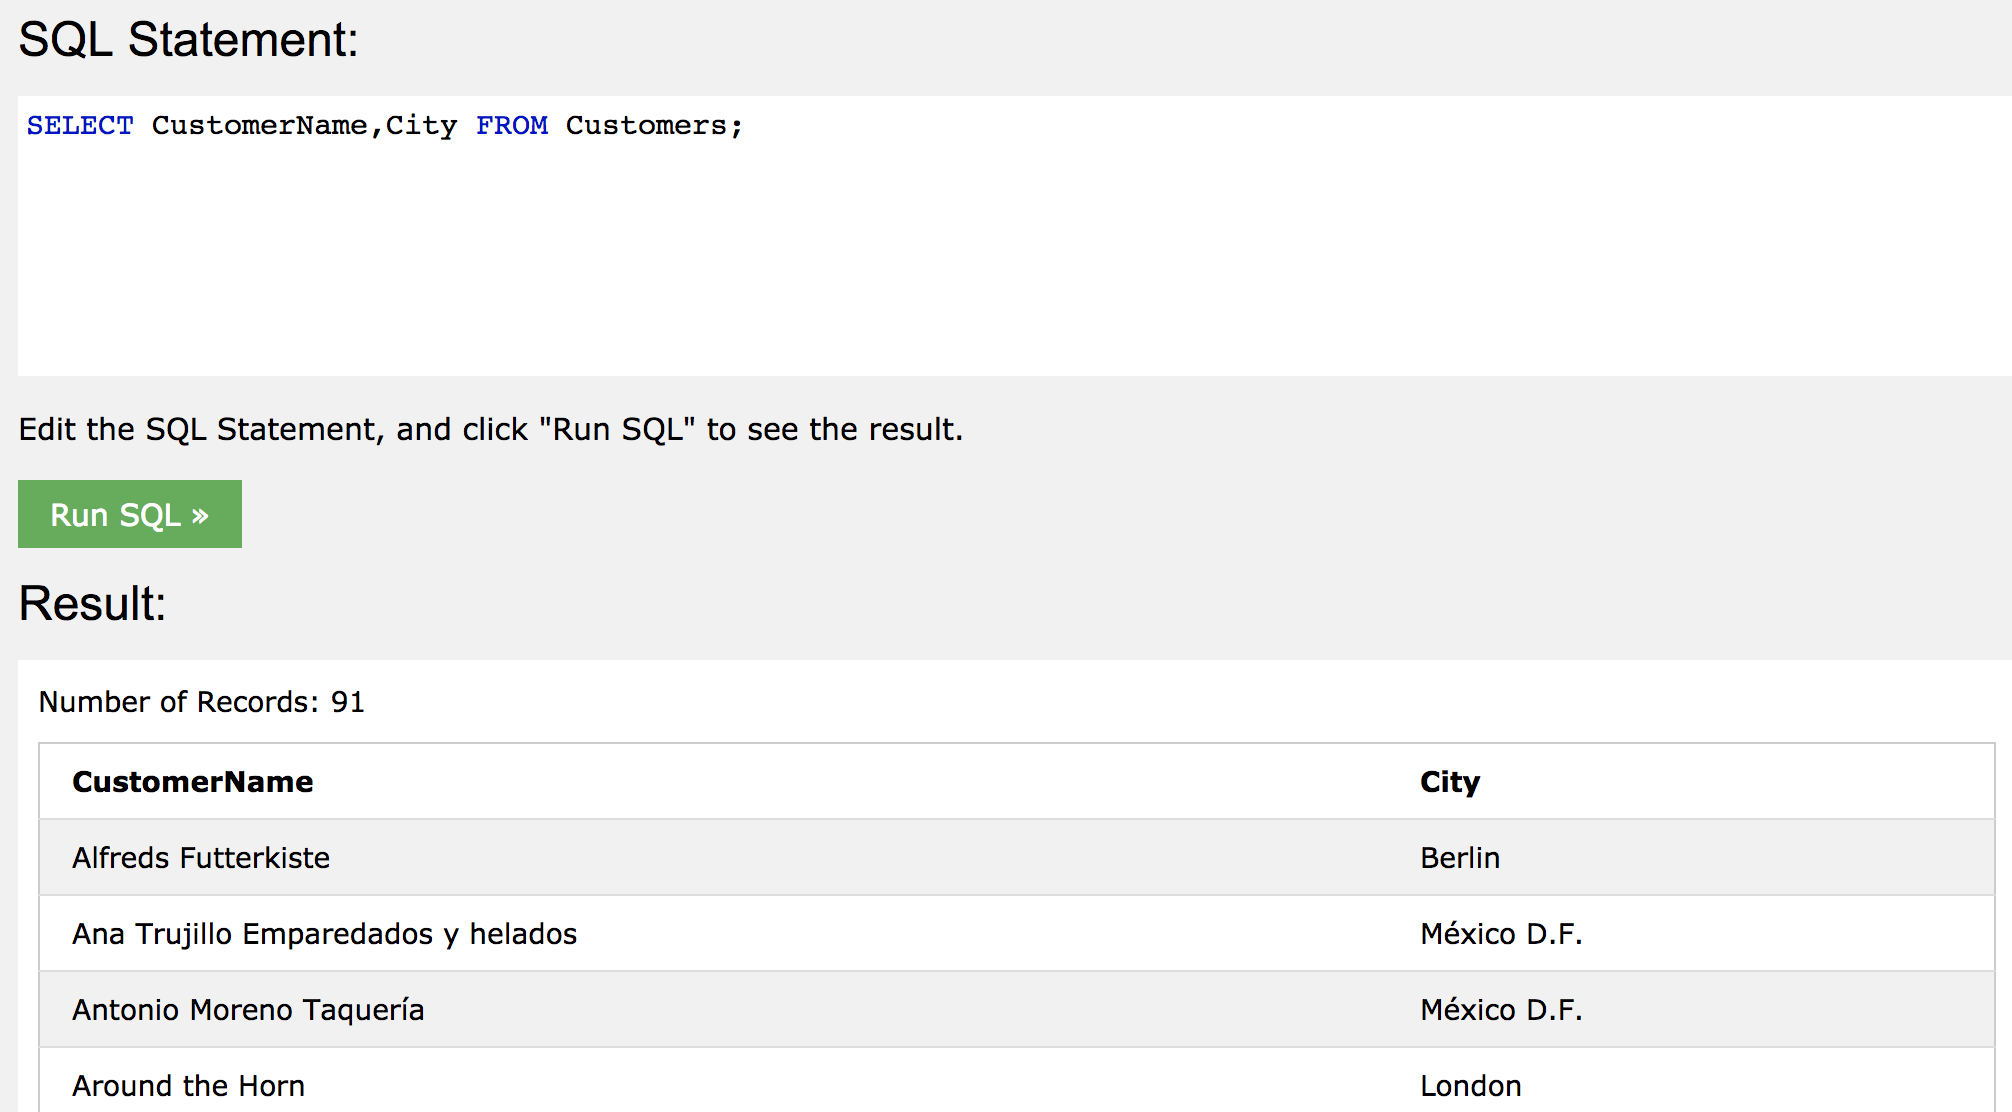 SQL Statement:
SELECT CustomerName,City FROM Customers;
Edit the SQL Statement, and click "Run SQL" to see the result.
Run SQL »
Result:
Number of Records: 91
CustomerName City
Alfreds Futterkiste Berlin
Ana Trujillo Emparedados y helados México D.F.
Antonio Moreno Taquería México D.F.
Around the Horn London